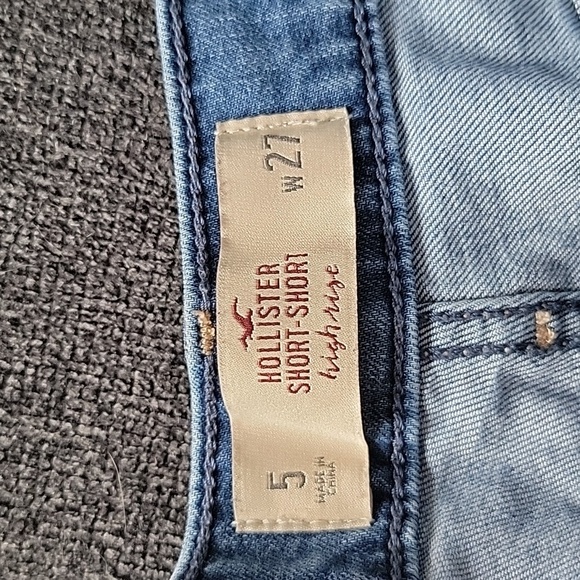 5
MADE IN
CHINA
HOLLISTER
SHORT-SHORT
high rise
W 27